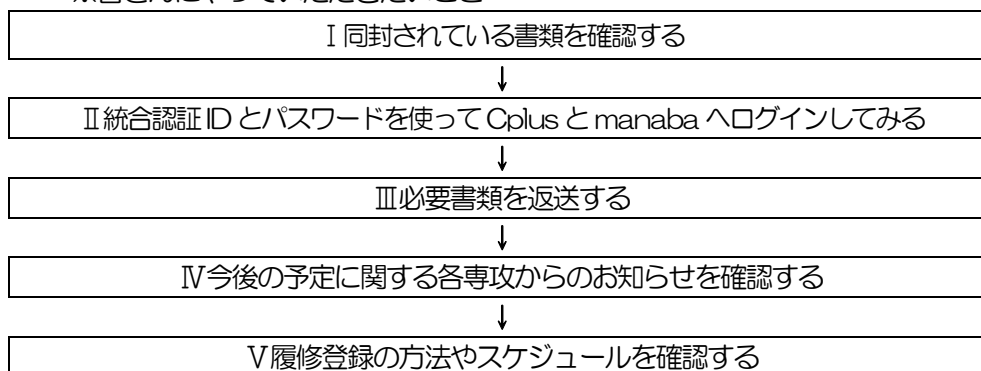 Ⅰ同封されている書類を確認する
↓
Ⅱ統合認証IDとパスワードを使ってCplusとmanabaへログインしてみる
↓
Ⅲ必要書類を返送する
↓
Ⅳ今後の予定に関する各専攻からのお知らせを確認する
↓
Ⅴ履修登録の方法やスケジュールを確認する